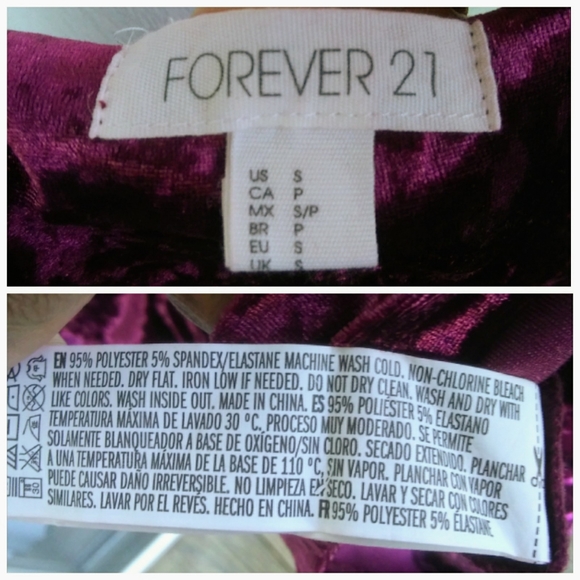 FOREVER 21
US S
CA P
MX S/P
BR P
EU S
UK S
EN 95% POLYESTER 5% SPANDEX/ELASTANE MACHINE WASH COLD. NON-CHLORINE BLEACH
WHEN NEEDED. DRY FLAT. IRON LOW IF NEEDED. DO NOT DRY CLEAN. WASH AND DRY WITH
LIKE COLORS. WASH INSIDE OUT. MADE IN CHINA. ES 95% POLIÉSTER 5% ELASTANO
TEMPERATURA MÁXIMA DE LAVADO 30 °C, PROCESO MUY MODERADO. SE PERMITE
SOLAMENTE BLANQUEADOR A BASE DE OXÍGENO/SIN CLORO. SECADO EXTENDIDO. PLANCHAR
A UNA TEMPERATURA MÁXIMA DE LA BASE DE 110 °C, SIN VAPOR. PLANCHAR CON VAPOR
PUEDE CAUSAR DAÑO IRREVERSIBLE. NO LIMPIEZA EN SECO. LAVAR Y SECAR CON COLORES
SIMILARES. LAVAR POR EL REVÉS. HECHO EN CHINA. FR 95% POLYESTER 5% ÉLASTANE